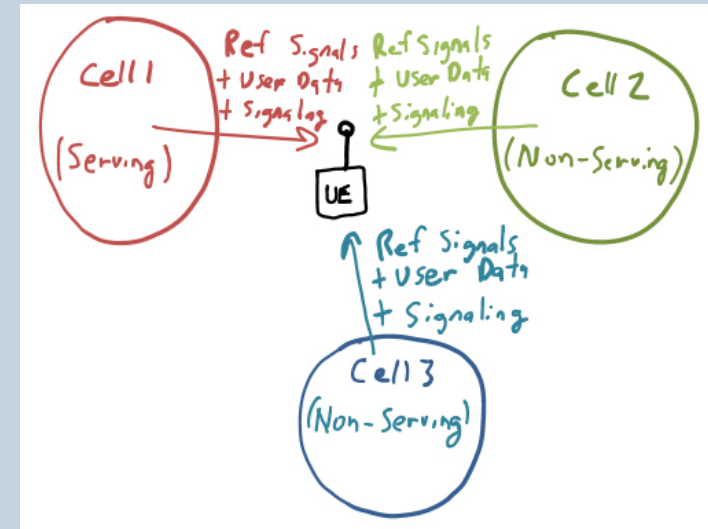 Cell 1
(Serving)
Ref Signals
+ User Data
+ Signaling
Ref Signals
+ User Data
+ Signaling
Cell 2
(Non-Serving)
UE
Ref Signals
+ User Data
+ Signaling
Cell 3
(Non-Serving)